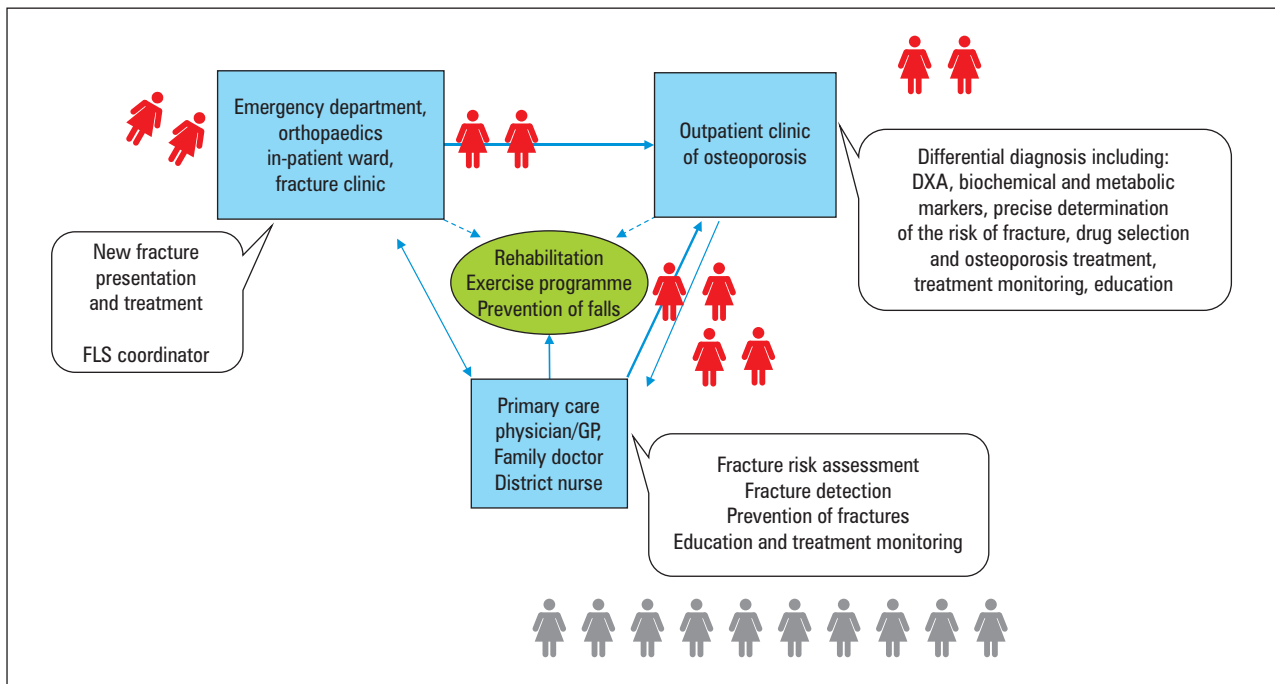 Emergency department,
orthopaedics
in-patient ward,
fracture clinic
Outpatient clinic
of osteoporosis
Differential diagnosis including:
DXA, biochemical and metabolic
markers, precise determination
of the risk of fracture, drug selection
and osteoporosis treatment,
treatment monitoring, education
New fracture
presentation
and treatment
FLS coordinator
Rehabilitation
Exercise programme
Prevention of falls
Primary care
physician/GP,
Family doctor
District nurse
Fracture risk assessment
Fracture detection
Prevention of fractures
Education and treatment monitoring